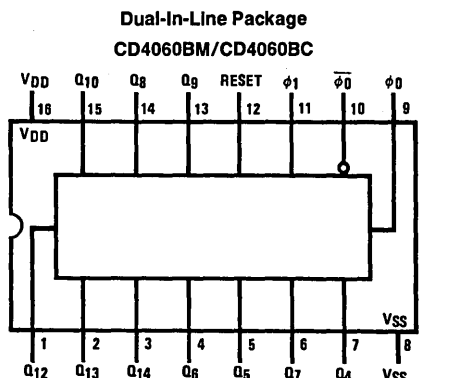 Dual-In-Line Package
CD4060BM/CD4060BC
VDD Q10 Q8 Q9 RESET ϕ1 ϕ0̅ ϕ0
16 15 14 13 12 11 10 9
VDD
VSS
1 2 3 4 5 6 7 8
Q12 Q13 Q14 Q6 Q5 Q7 Q4 VSS